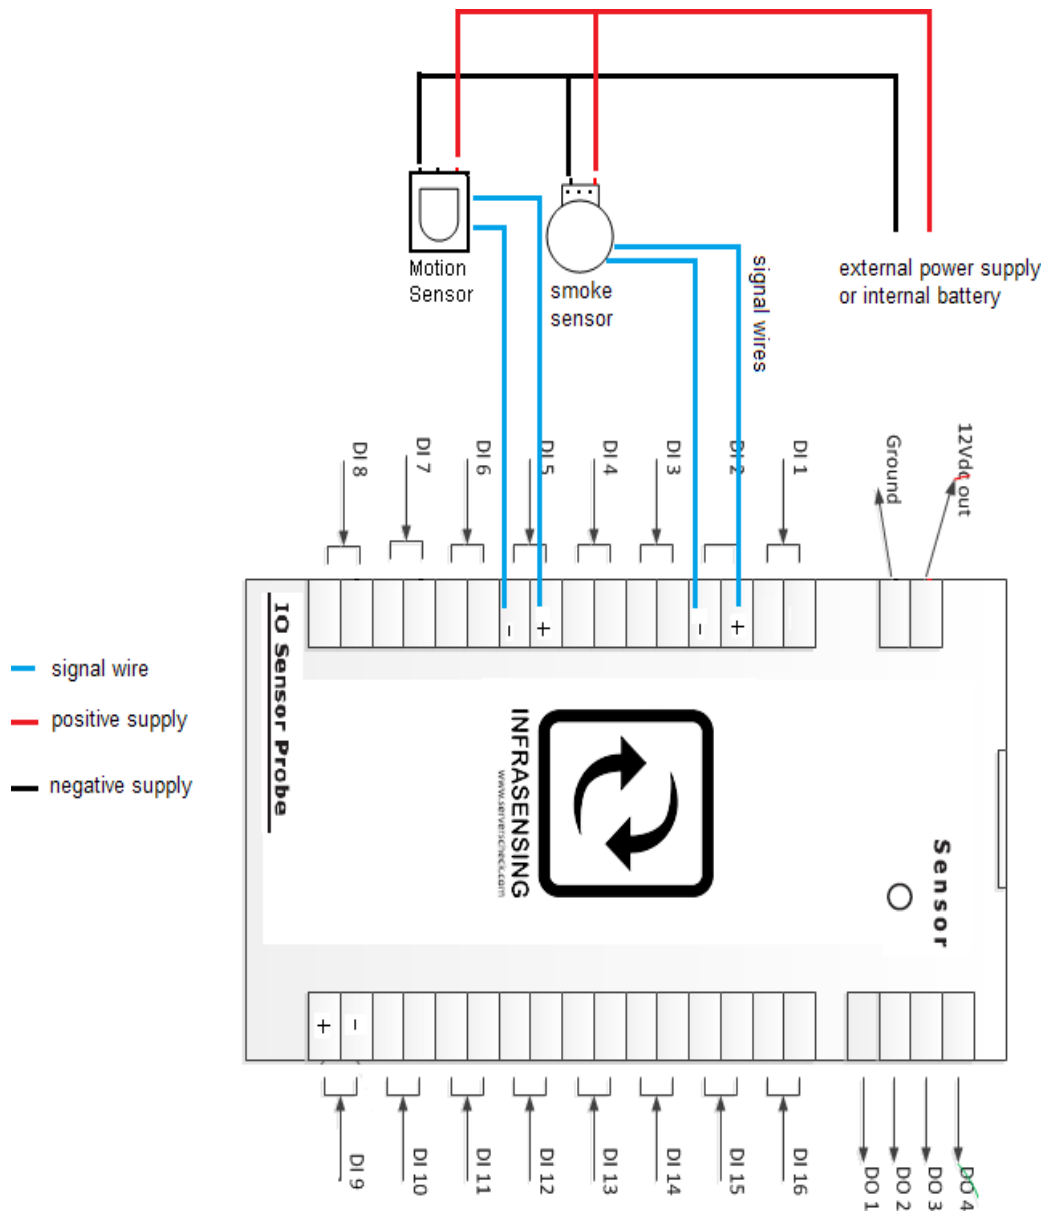 Motion
Sensor
smoke
sensor
signal wires
external power supply
or internal battery
DI 8
DI 7
DI 6
DI 5
DI 4
DI 3
DI 2
DI 1
Ground
12Vdc out
- + - +
signal wire
positive supply
negative supply
IO Sensor Probe
INFRASENSING
www.serverscheck.com
Sensor
+ -
DI 9
DI 10
DI 11
DI 12
DI 13
DI 14
DI 15
DI 16
DO 1
DO 2
DO 3
DO 4